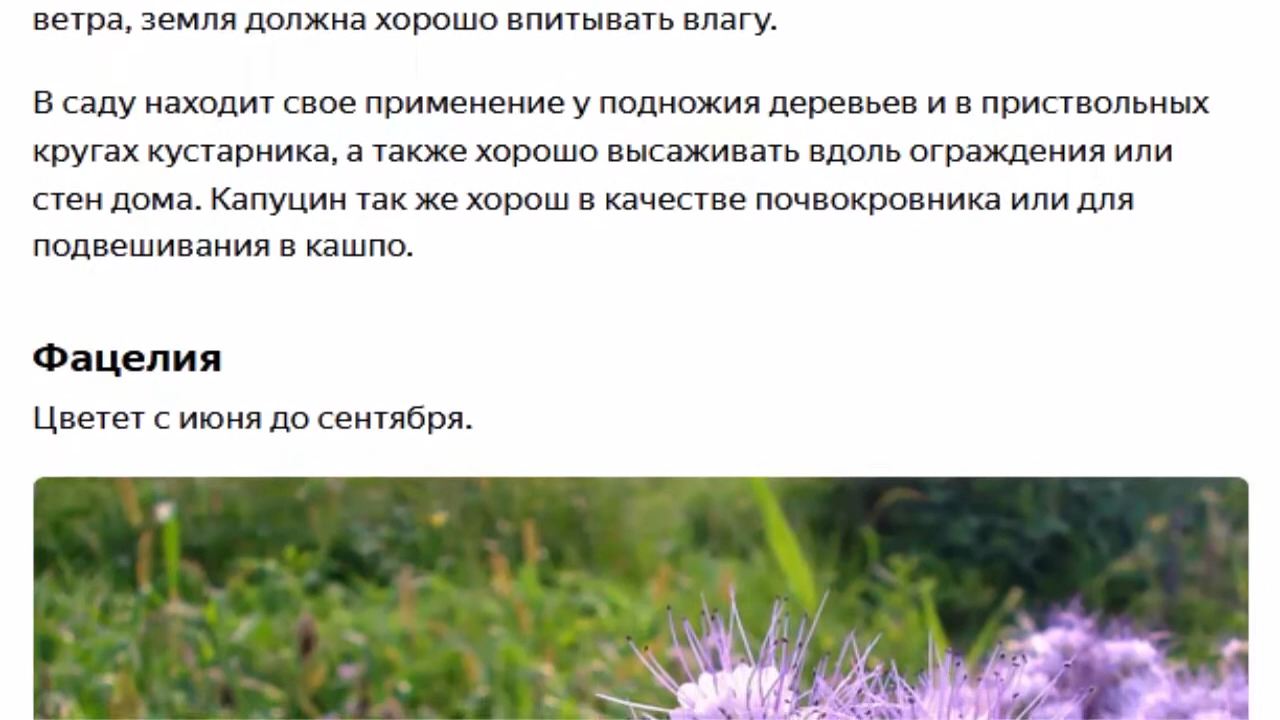 ветра, земля должна хорошо впитывать влагу.
В саду находит свое применение у подножия деревьев и в приствольных
кругах кустарника, а также хорошо высаживать вдоль ограждения или
стен дома. Капуцин так же хорош в качестве почвокровника или для
подвешивания в кашпо.
Фацелия
Цветет с июня до сентября.